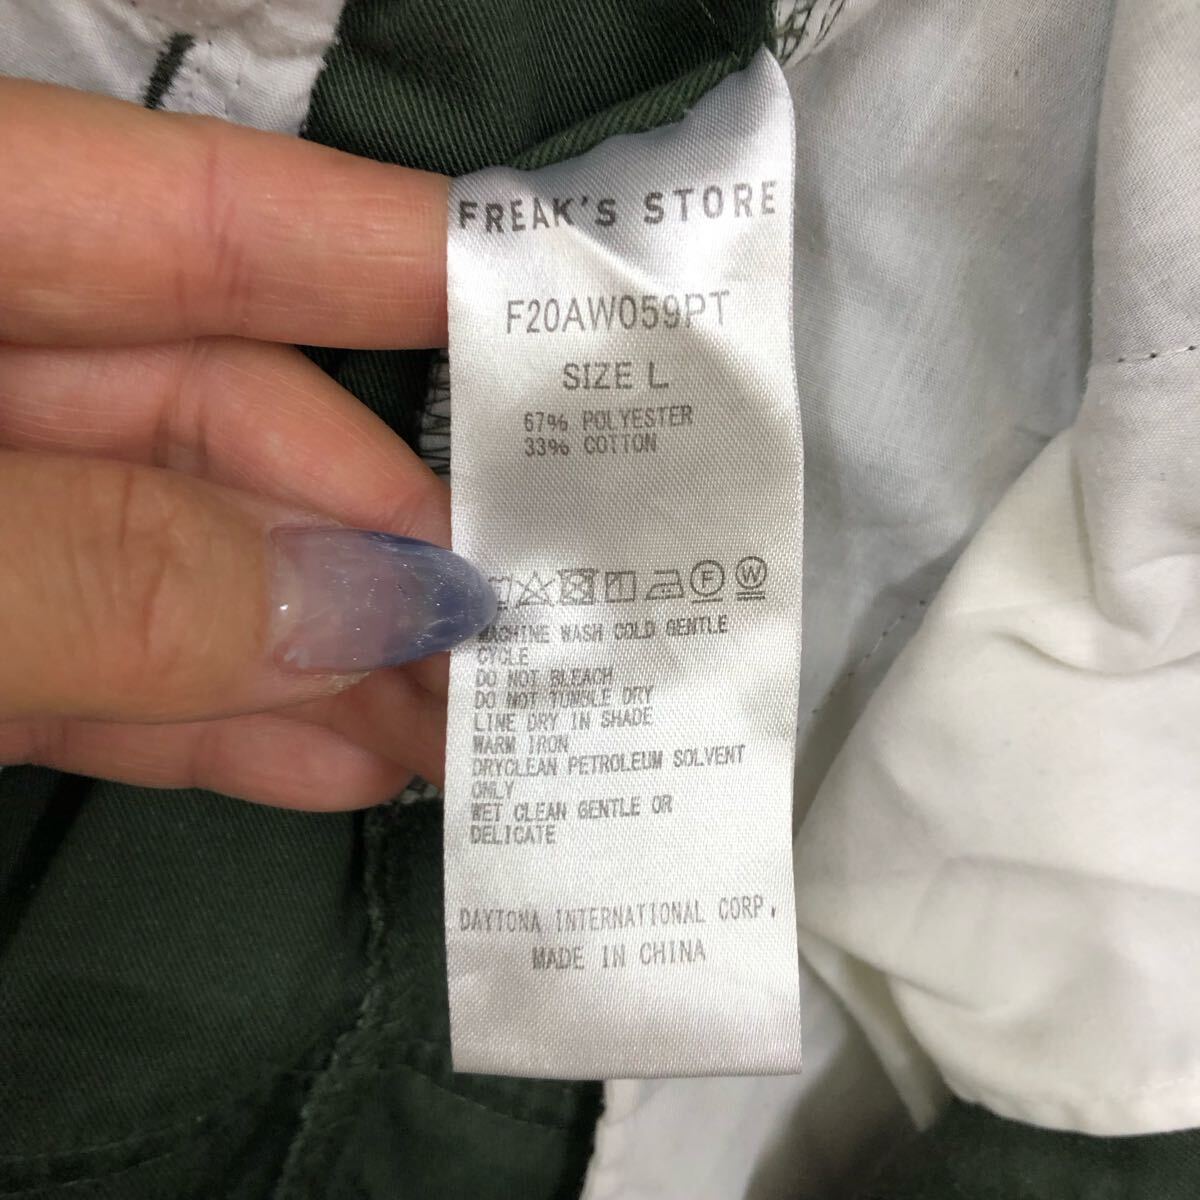 FREAK'S STORE
F20AW059PT
SIZE L
67% POLYESTER
33% COTTON
F W
MACHINE WASH COLD GENTLE
CYCLE
DO NOT BLEACH
DO NOT TUMBLE DRY
LINE DRY IN SHADE
WARM IRON
DRYCLEAN PETROLEUM SOLVENT
ONLY
WET CLEAN GENTLE OR
DELICATE
DAYTONA INTERNATIONAL CORP.
MADE IN CHINA